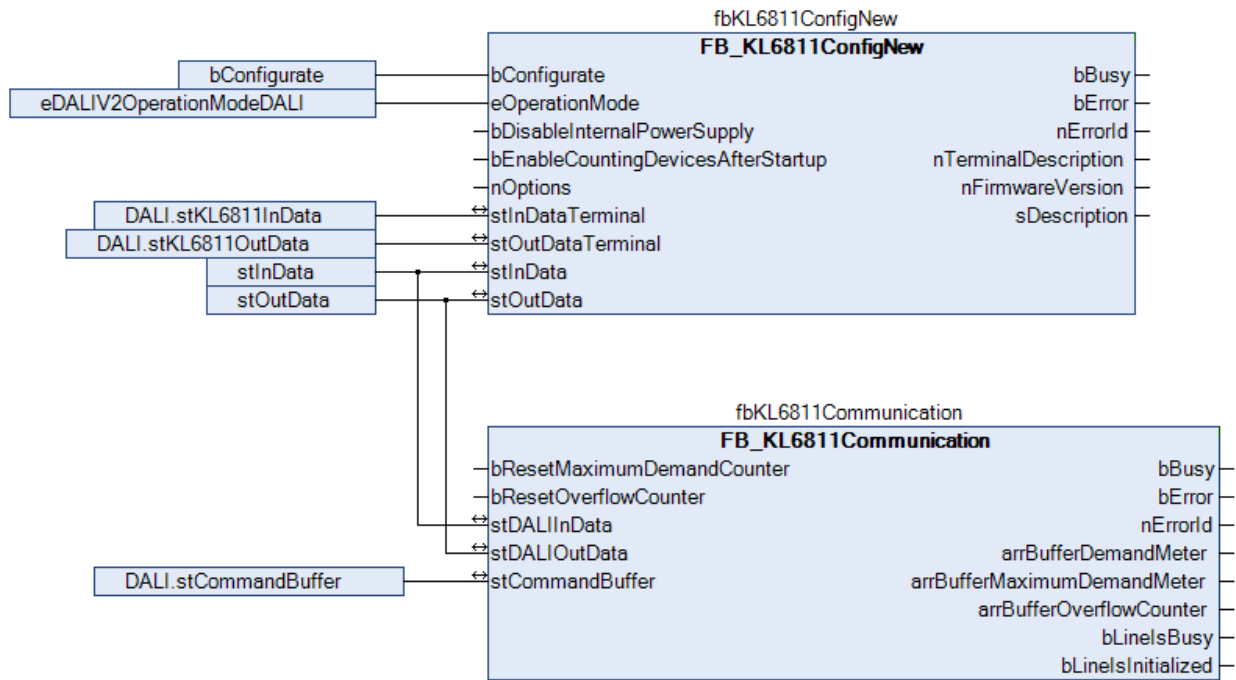 fbKL6811ConfigNew
FB_KL6811ConfigNew
bConfigurate bConfigurate bBusy
eDALIV2OperationModeDALI eOperationMode bError
bDisableInternalPowerSupply nErrorId
bEnableCountingDevicesAfterStartup nTerminalDescription
nOptions nFirmwareVersion
DALI.stKL6811InData stInDataTerminal sDescription
DALI.stKL6811OutData stOutDataTerminal
stInData stInData
stOutData stOutData
fbKL6811Communication
FB_KL6811Communication
bResetMaximumDemandCounter bBusy
bResetOverflowCounter bError
stDALIInData nErrorId
stDALIOutData arrBufferDemandMeter
DALI.stCommandBuffer stCommandBuffer arrBufferMaximumDemandMeter
arrBufferOverflowCounter
bLineIsBusy
bLineIsInitialized